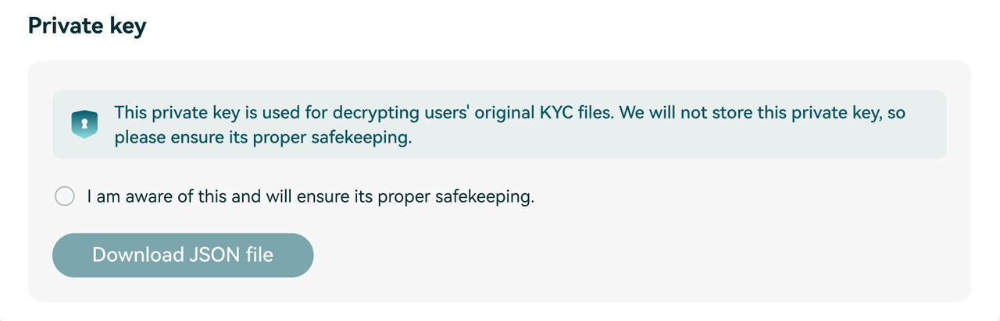 Private key
This private key is used for decrypting users' original KYC files. We will not store this private key, so
please ensure its proper safekeeping.
I am aware of this and will ensure its proper safekeeping.
Download JSON file